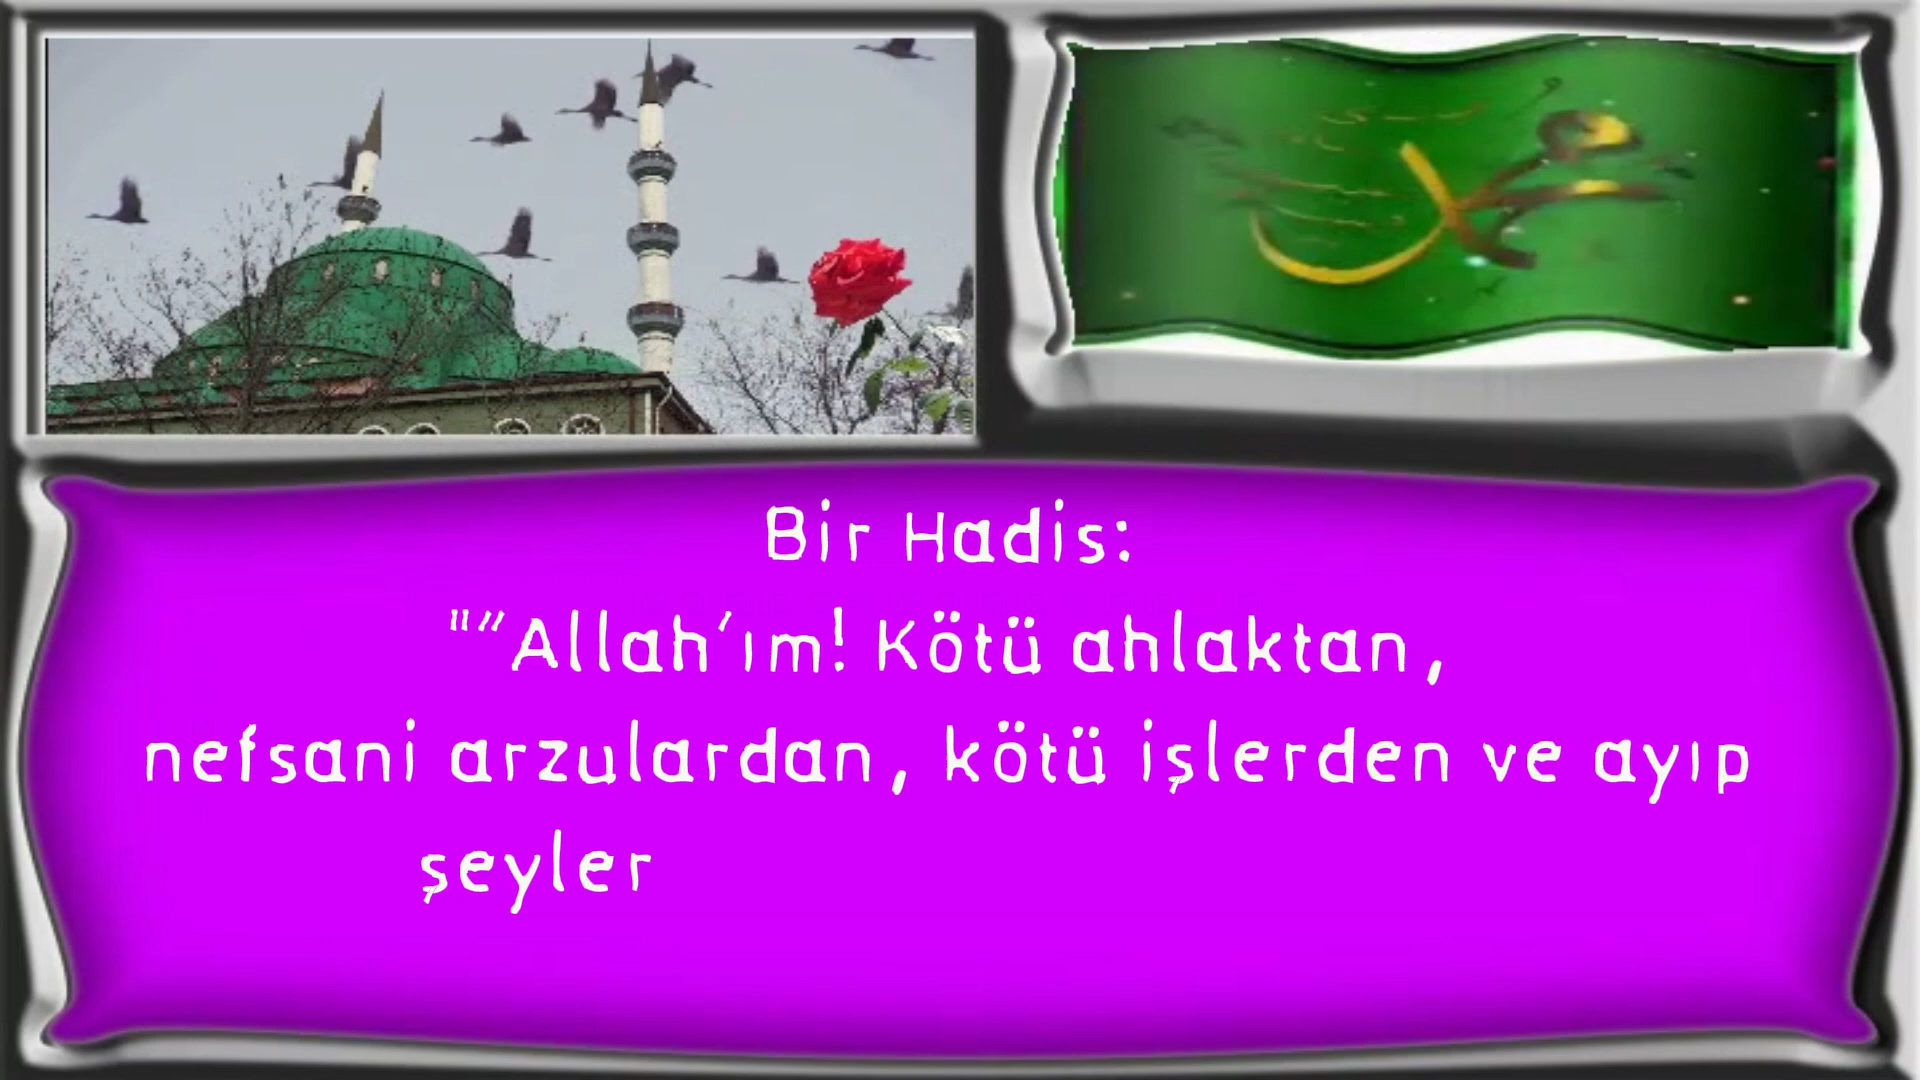 Bir Hadis:
"”Allah’ım! Kötü ahlaktan,
nefsani arzulardan, kötü işlerden ve ayıp
şeyler